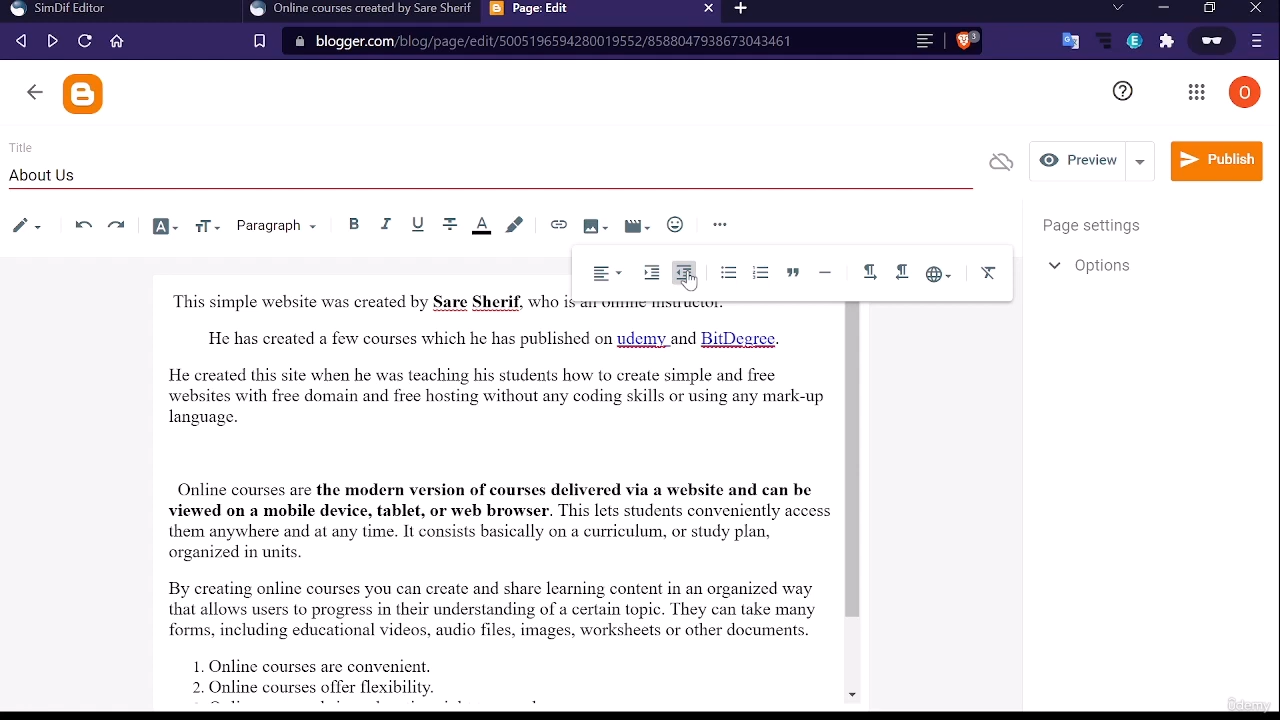 SimDif Editor
Online courses created by Sare Sherif
Page: Edit
blogger.com/blog/page/edit/5005196594280019552/8588047938673043461
3
O
Title
About Us
Preview
Publish
Paragraph
B I U A
Page settings
Options
This simple website was created by Sare Sherif, who is an online instructor.
He has created a few courses which he has published on udemy and BitDegree.
He created this site when he was teaching his students how to create simple and free
websites with free domain and free hosting without any coding skills or using any mark-up
language.
Online courses are the modern version of courses delivered via a website and can be
viewed on a mobile device, tablet, or web browser. This lets students conveniently access
them anywhere and at any time. It consists basically on a curriculum, or study plan,
organized in units.
By creating online courses you can create and share learning content in an organized way
that allows users to progress in their understanding of a certain topic. They can take many
forms, including educational videos, audio files, images, worksheets or other documents.
1. Online courses are convenient.
2. Online courses offer flexibility.
Udemy